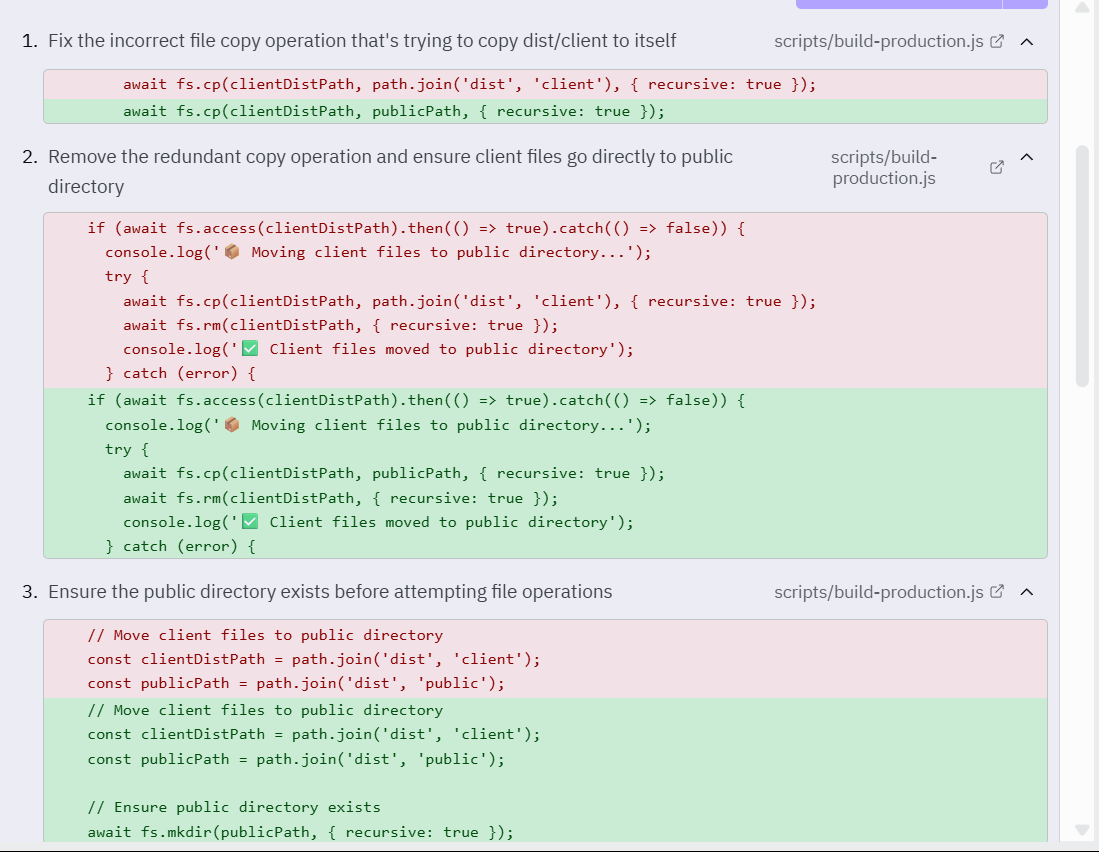 1. Fix the incorrect file copy operation that's trying to copy dist/client to itself scripts/build-production.js
await fs.cp(clientDistPath, path.join('dist', 'client'), { recursive: true });
await fs.cp(clientDistPath, publicPath, { recursive: true });
2. Remove the redundant copy operation and ensure client files go directly to public
directory
scripts/build-
production.js
if (await fs.access(clientDistPath).then(() => true).catch(() => false)) {
console.log('📦 Moving client files to public directory...');
try {
await fs.cp(clientDistPath, path.join('dist', 'client'), { recursive: true });
await fs.rm(clientDistPath, { recursive: true });
console.log('✅ Client files moved to public directory');
} catch (error) {
if (await fs.access(clientDistPath).then(() => true).catch(() => false)) {
console.log('📦 Moving client files to public directory...');
try {
await fs.cp(clientDistPath, publicPath, { recursive: true });
await fs.rm(clientDistPath, { recursive: true });
console.log('✅ Client files moved to public directory');
} catch (error) {
3. Ensure the public directory exists before attempting file operations scripts/build-production.js
// Move client files to public directory
const clientDistPath = path.join('dist', 'client');
const publicPath = path.join('dist', 'public');
// Move client files to public directory
const clientDistPath = path.join('dist', 'client');
const publicPath = path.join('dist', 'public');
// Ensure public directory exists
await fs.mkdir(publicPath, { recursive: true });